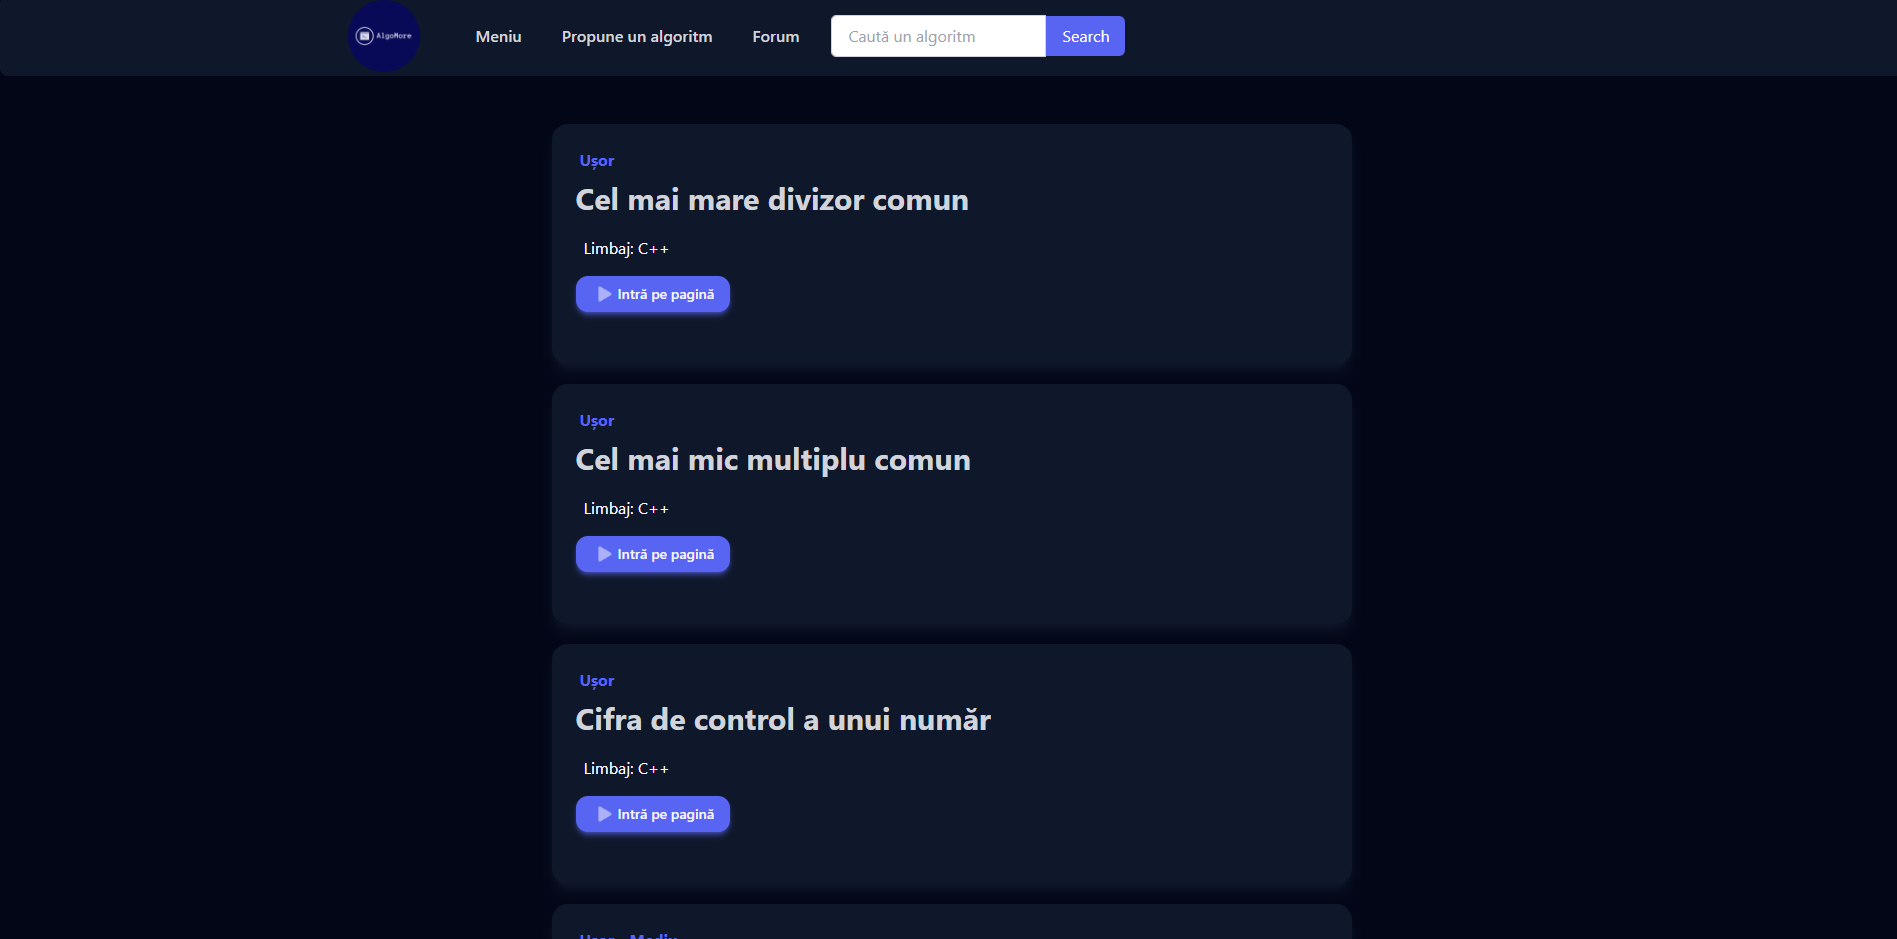 AlgoMore
Meniu Propune un algoritm Forum Caută un algoritm Search
Ușor
Cel mai mare divizor comun
Limbaj: C++
Intră pe pagină
Ușor
Cel mai mic multiplu comun
Limbaj: C++
Intră pe pagină
Ușor
Cifra de control a unui număr
Limbaj: C++
Intră pe pagină
Ușor - Mediu